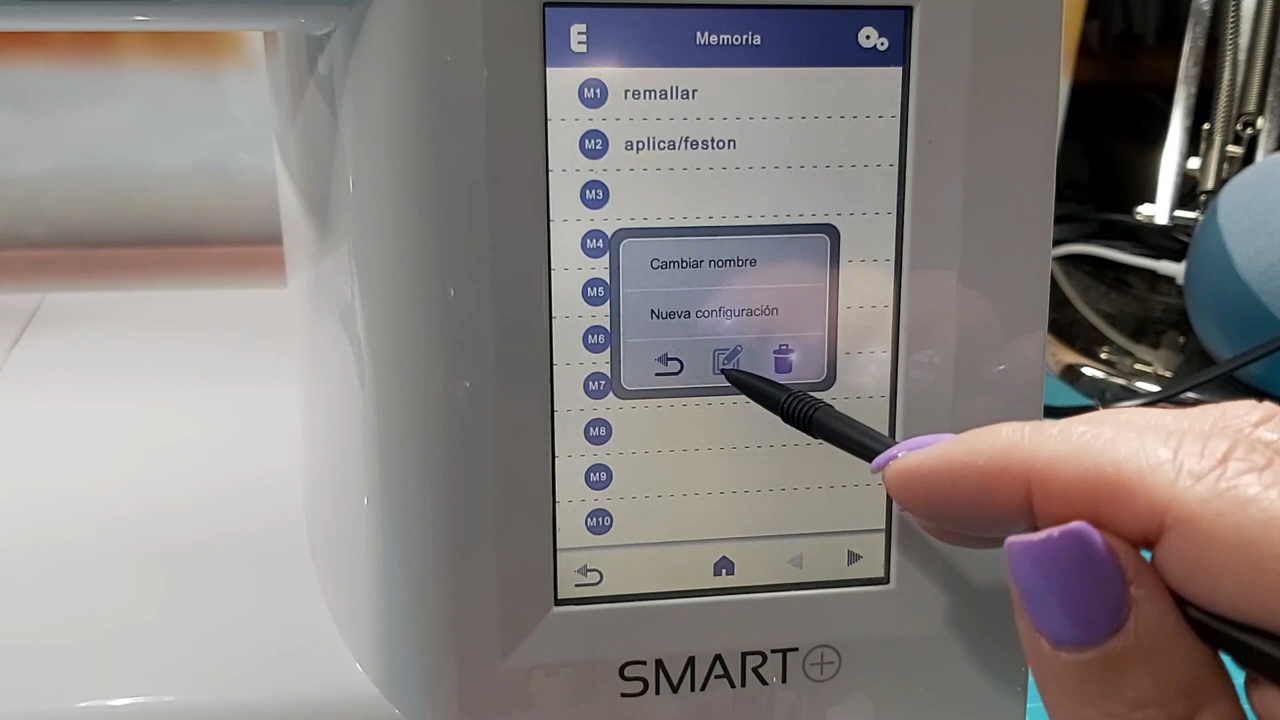 E Memoria
M1 remallar
M2 aplica/feston
M3
M4
Cambiar nombre
M5
Nueva configuración
M6
M7
M8
M9
M10
SMART+